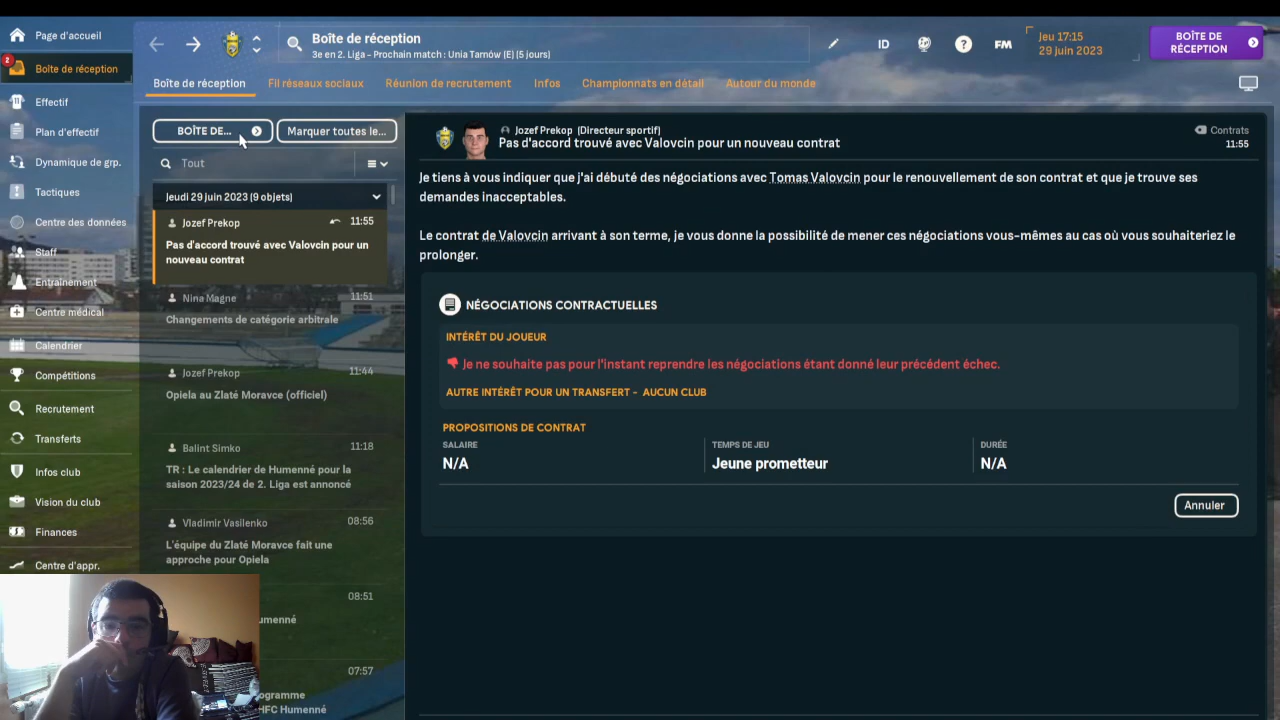 Page d'accueil
2
Boîte de réception
Effectif
Plan d'effectif
Dynamique de grp.
Tactiques
Centre des données
Staff
Entraînement
Centre médical
Calendrier
Compétitions
Recrutement
Transferts
Infos club
Vision du club
Finances
Centre d'appr.
Boîte de réception
3e en 2. Liga - Prochain match : Unia Tarnów (E) (5 jours)
ID
?
FM
Jeu 17:15
29 juin 2023
BOÎTE DE
RÉCEPTION
Boîte de réception
Fil réseaux sociaux
Réunion de recrutement
Infos
Championnats en détail
Autour du monde
BOÎTE DE...
Marquer toutes le...
Tout
Jeudi 29 juin 2023 (9 objets)
Jozef Prekop
11:55
Pas d'accord trouvé avec Valovcin pour un
nouveau contrat
Nina Magne
11:51
Changements de catégorie arbitrale
Jozef Prekop
11:44
Opiela au Zlaté Moravce (officiel)
Balint Simko
11:18
TR : Le calendrier de Humenné pour la
saison 2023/24 de 2. Liga est annoncé
Vladimir Vasilenko
08:56
L'équipe du Zlaté Moravce fait une
approche pour Opiela
08:51
umenné
07:57
ogramme
HFC Humenné
Jozef Prekop (Directeur sportif)
Pas d'accord trouvé avec Valovcin pour un nouveau contrat
Contrats
11:55
Je tiens à vous indiquer que j'ai débuté des négociations avec Tomas Valovcin pour le renouvellement de son contrat et que je trouve ses
demandes inacceptables.
Le contrat de Valovcin arrivant à son terme, je vous donne la possibilité de mener ces négociations vous-mêmes au cas où vous souhaiteriez le
prolonger.
NÉGOCIATIONS CONTRACTUELLES
INTÉRÊT DU JOUEUR
Je ne souhaite pas pour l'instant reprendre les négociations étant donné leur précédent échec.
AUTRE INTÉRÊT POUR UN TRANSFERT - AUCUN CLUB
PROPOSITIONS DE CONTRAT
SALAIRE
N/A
TEMPS DE JEU
Jeune prometteur
DURÉE
N/A
Annuler